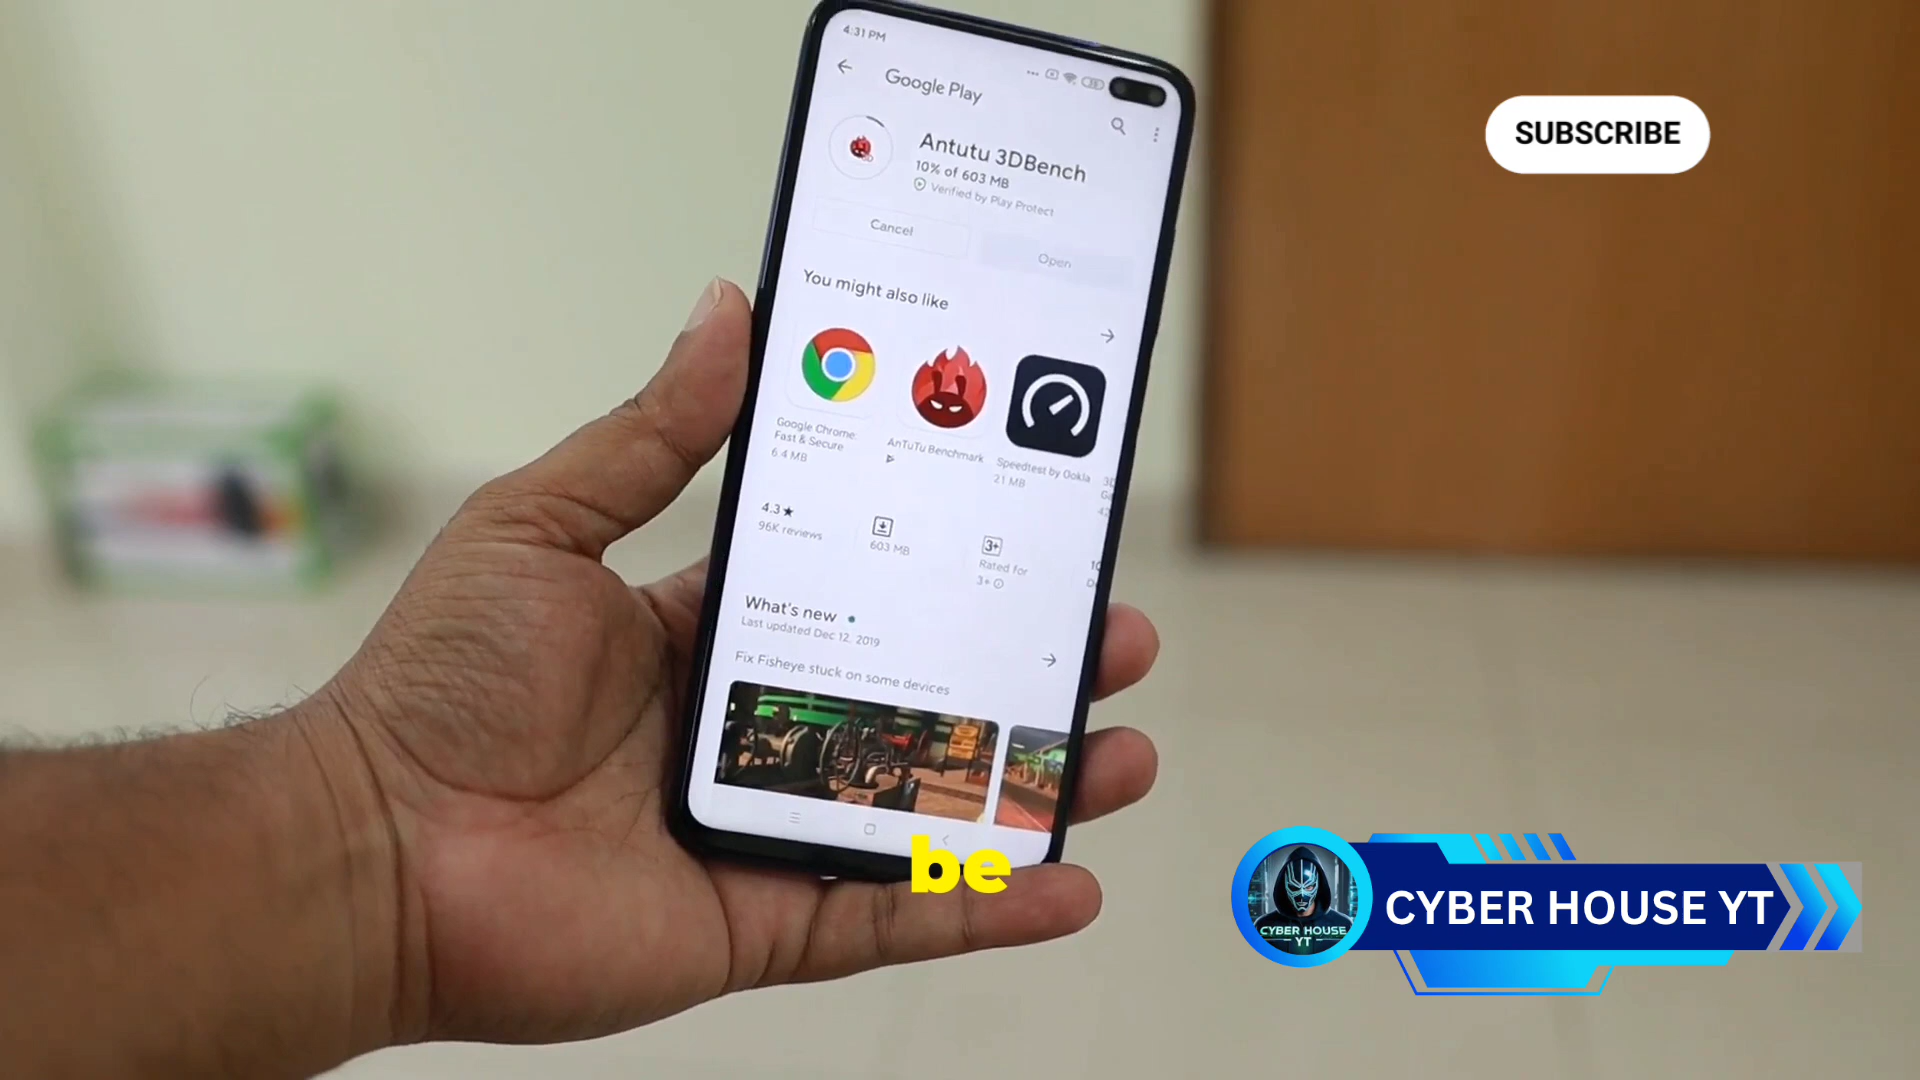 4:31 PM
Google Play
Antutu 3DBench
10% of 603 MB
Verified by Play Protect
Cancel
Open
You might also like
Google Chrome:
Fast & Secure
6.4 MB
AnTuTu Benchmark
Speedtest by Ookla
21 MB
4.3★
96K reviews
603 MB
3+
Rated for
3+
What's new
Last updated Dec 12, 2019
Fix Fisheye stuck on some devices
SUBSCRIBE
be
CYBER HOUSE
YT
CYBER HOUSE YT